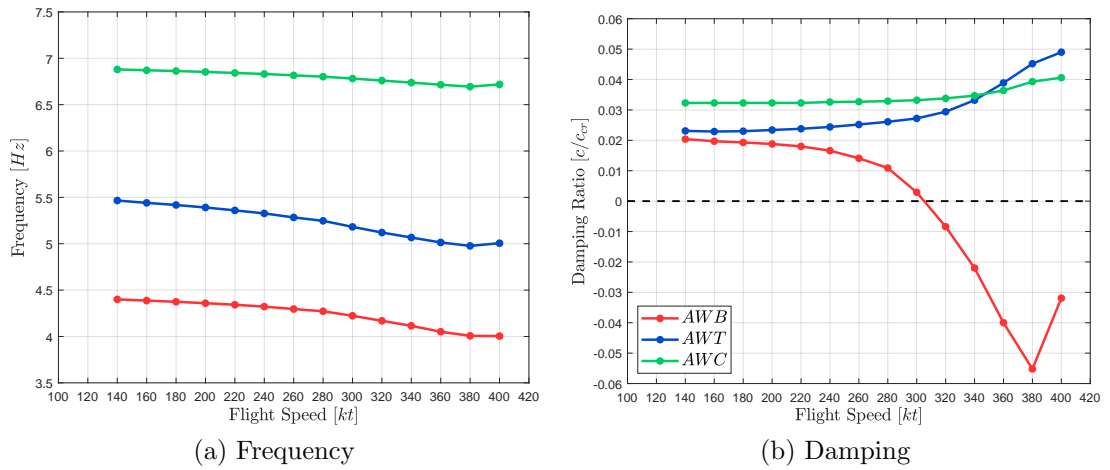 7.5
7
6.5
6
5.5
5
4.5
4
3.5
Frequency [Hz]
100 120 140 160 180 200 220 240 260 280 300 320 340 360 380 400 420
Flight Speed [kt]
(a) Frequency
0.06
0.05
0.04
0.03
0.02
0.01
0
-0.01
-0.02
-0.03
-0.04
-0.05
-0.06
Damping Ratio [c/c_cr]
AWB
AWT
AWC
100 120 140 160 180 200 220 240 260 280 300 320 340 360 380 400 420
Flight Speed [kt]
(b) Damping